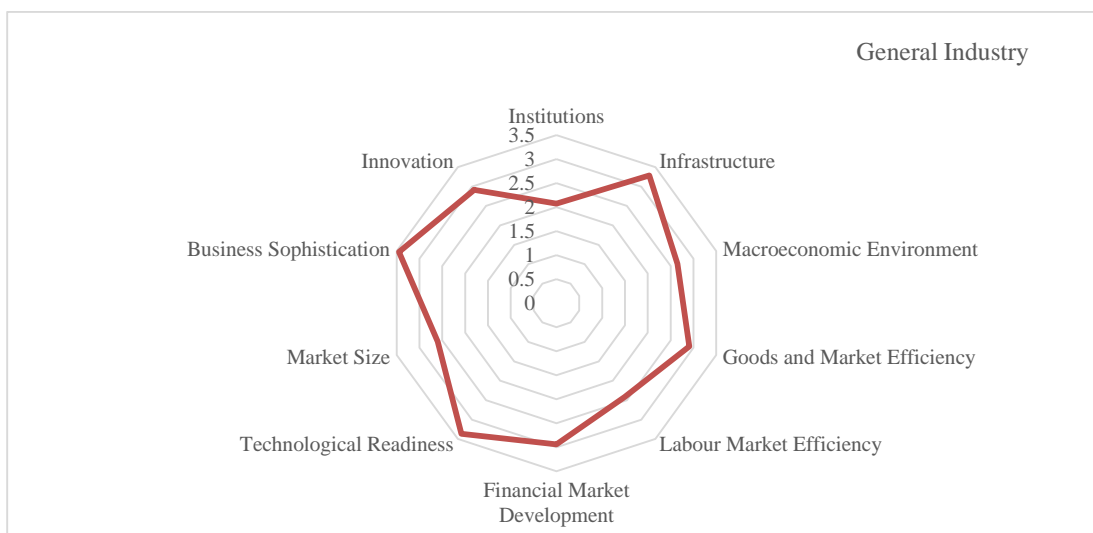 General Industry
Institutions
3.5
3
2.5
2
1.5
1
0.5
0
Innovation
Infrastructure
Business Sophistication
Macroeconomic Environment
Market Size
Goods and Market Efficiency
Technological Readiness
Labour Market Efficiency
Financial Market
Development